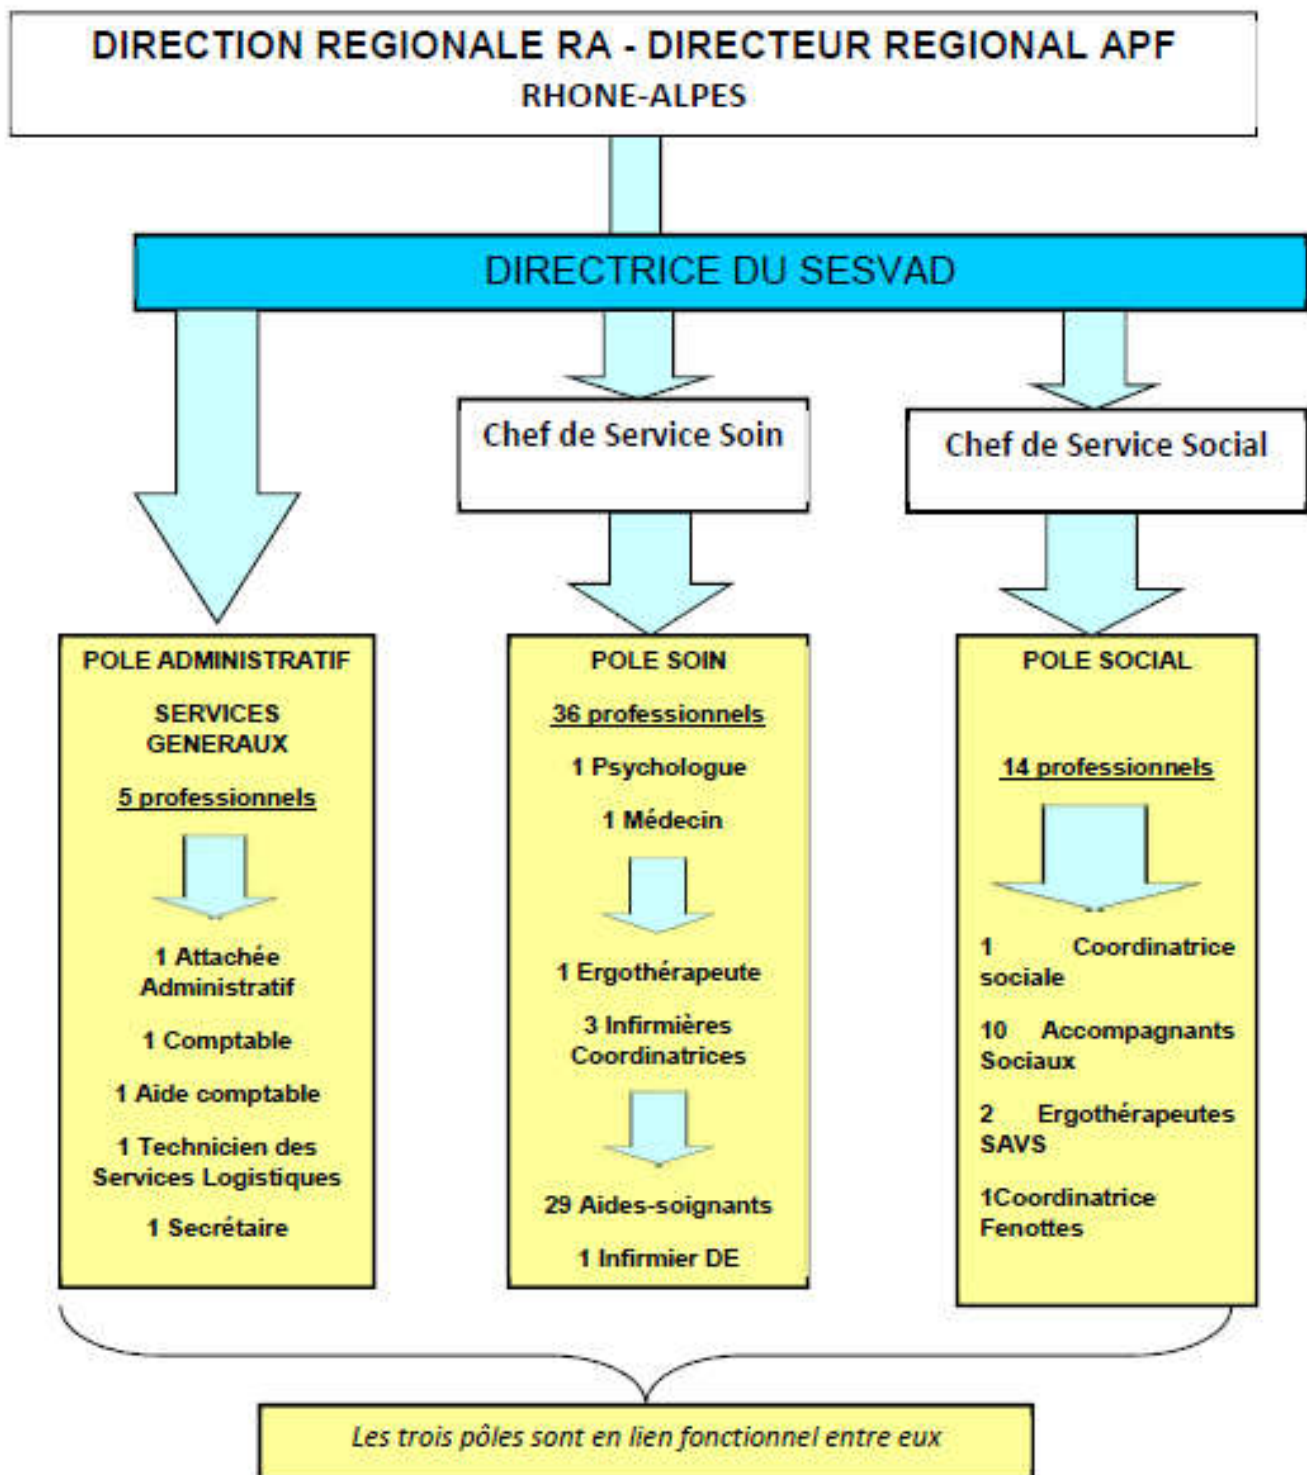 DIRECTION REGIONALE RA - DIRECTEUR REGIONAL APF
RHONE-ALPES
DIRECTRICE DU SESVAD
Chef de Service Soin
Chef de Service Social
POLE ADMINISTRATIF
SERVICES
GENERAUX
5 professionnels
1 Attachée
Administratif
1 Comptable
1 Aide comptable
1 Technicien des
Services Logistiques
1 Secrétaire
POLE SOIN
36 professionnels
1 Psychologue
1 Médecin
1 Ergothérapeute
3 Infirmières
Coordinatrices
29 Aides-soignants
1 Infirmier DE
POLE SOCIAL
14 professionnels
1 Coordinatrice
sociale
10 Accompagnants
Sociaux
2 Ergothérapeutes
SAVS
1Coordinatrice
Fenottes
Les trois pôles sont en lien fonctionnel entre eux